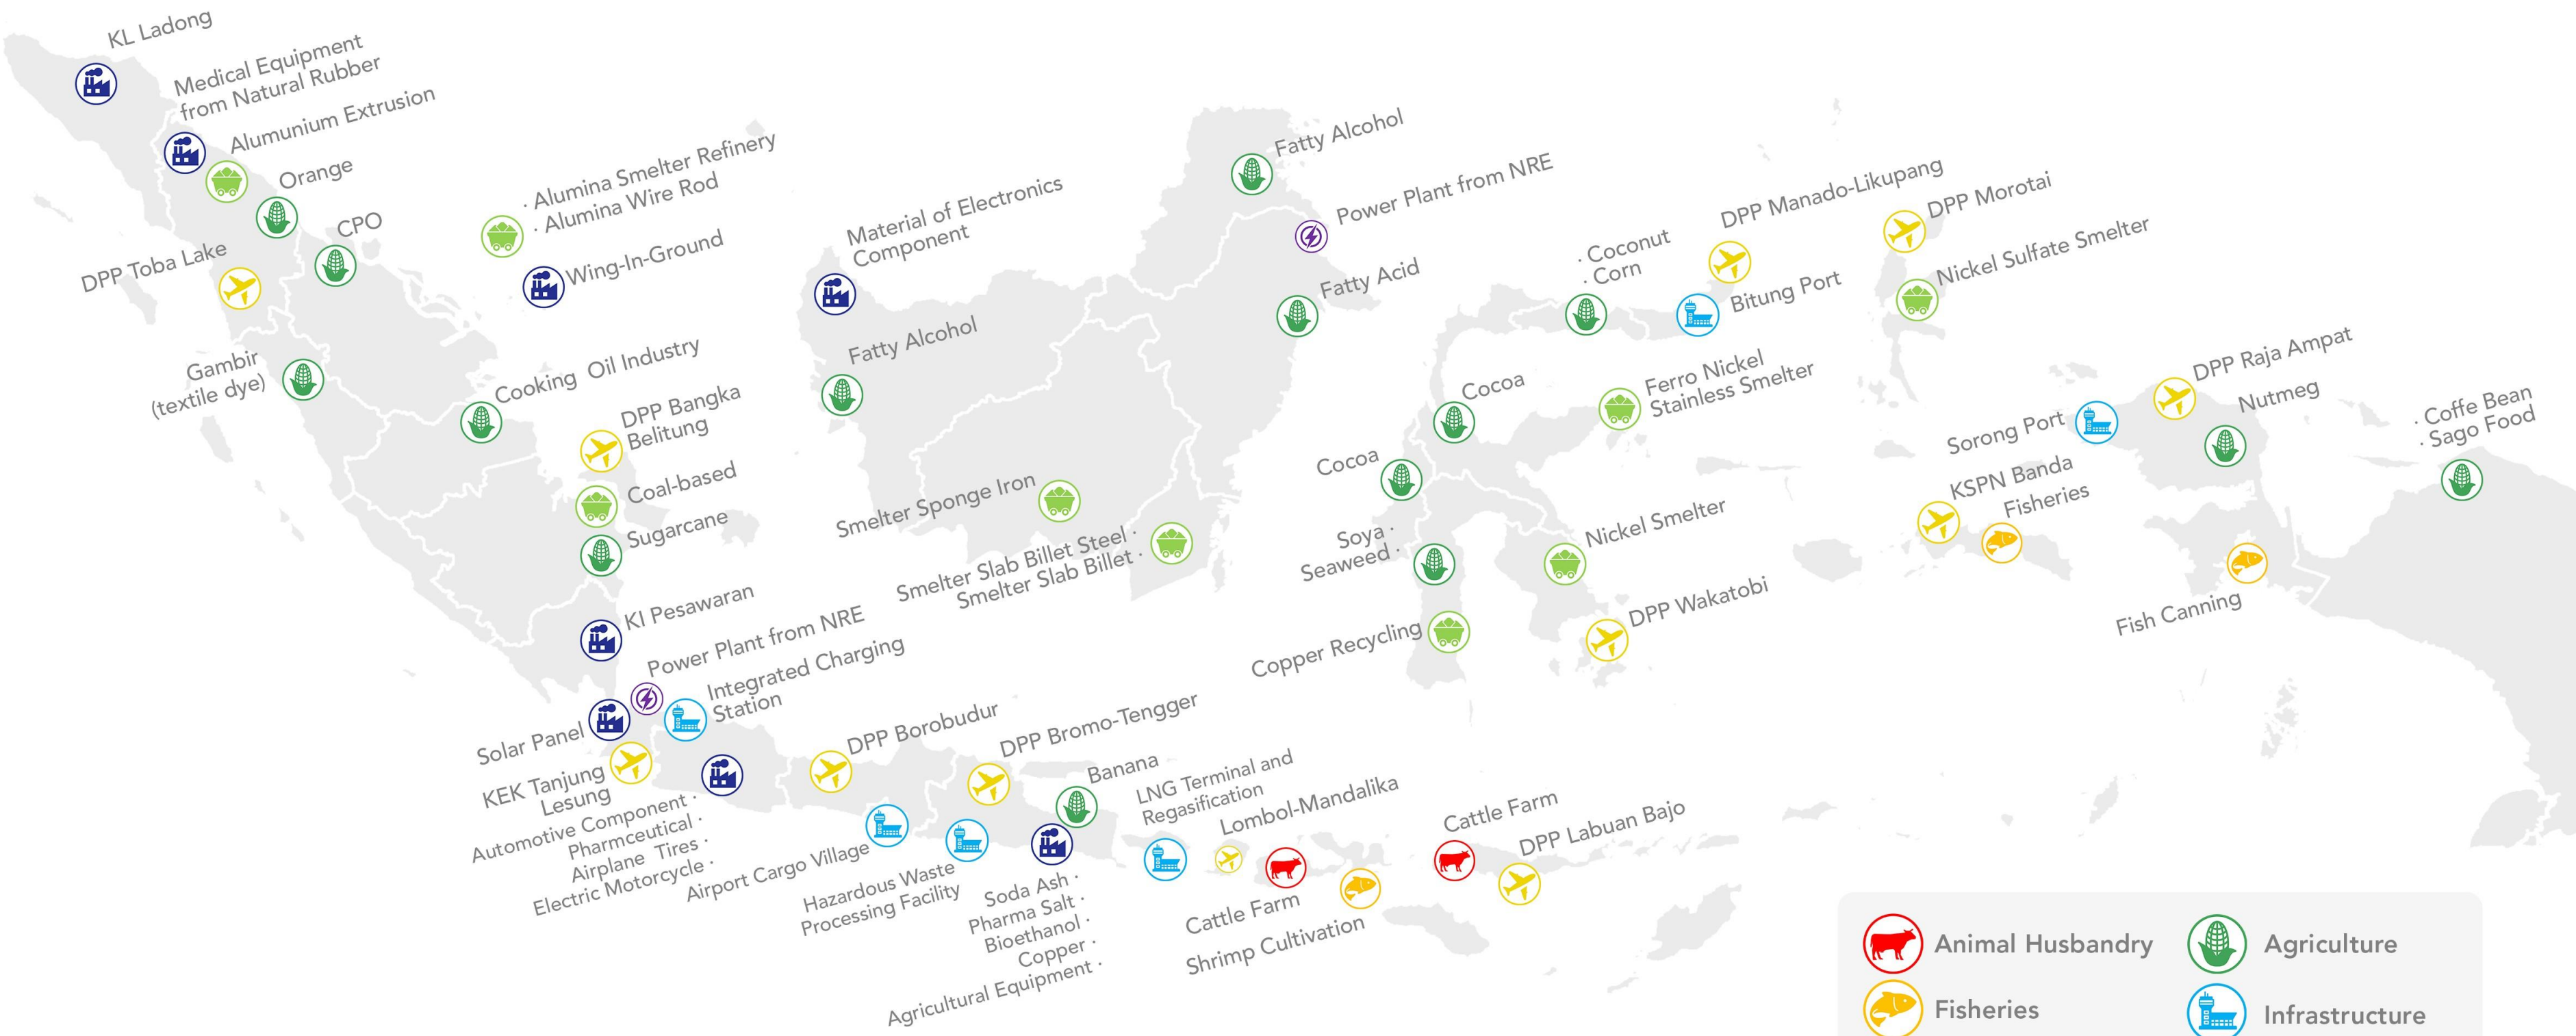 KL Ladong
Medical Equipment
from Natural Rubber
Alumunium Extrusion
Orange
CPO
DPP Toba Lake
Gambir
(textile dye)
· Alumina Smelter Refinery
· Alumina Wire Rod
Wing-In-Ground
Cooking Oil Industry
DPP Bangka
Belitung
Coal-based
Sugarcane
KI Pesawaran
Power Plant from NRE
Integrated Charging
Station
Solar Panel
KEK Tanjung
Lesung
Automotive Component ·
Pharmceutical ·
Airplane Tires ·
Electric Motorcycle ·
DPP Borobudur
Airport Cargo Village
DPP Bromo-Tengger
Hazardous Waste
Processing Facility
Banana
Soda Ash ·
Pharma Salt ·
Bioethanol ·
Copper ·
Agricultural Equipment ·
LNG Terminal and
Regasification
Lombol-Mandalika
Cattle Farm
Shrimp Cultivation
Cattle Farm
DPP Labuan Bajo
Material of Electronics
Component
Fatty Alcohol
Smelter Sponge Iron
Smelter Slab Billet Steel ·
Smelter Slab Billet ·
Fatty Alcohol
Power Plant from NRE
Fatty Acid
· Coconut
· Corn
DPP Manado-Likupang
Bitung Port
Cocoa
Ferro Nickel
Stainless Smelter
Cocoa
Soya ·
Seaweed ·
Nickel Smelter
Copper Recycling
DPP Wakatobi
DPP Morotai
Nickel Sulfate Smelter
DPP Raja Ampat
Sorong Port
Nutmeg
KSPN Banda
Fisheries
Fish Canning
· Coffe Bean
· Sago Food
Animal Husbandry
Agriculture
Fisheries
Infrastructure